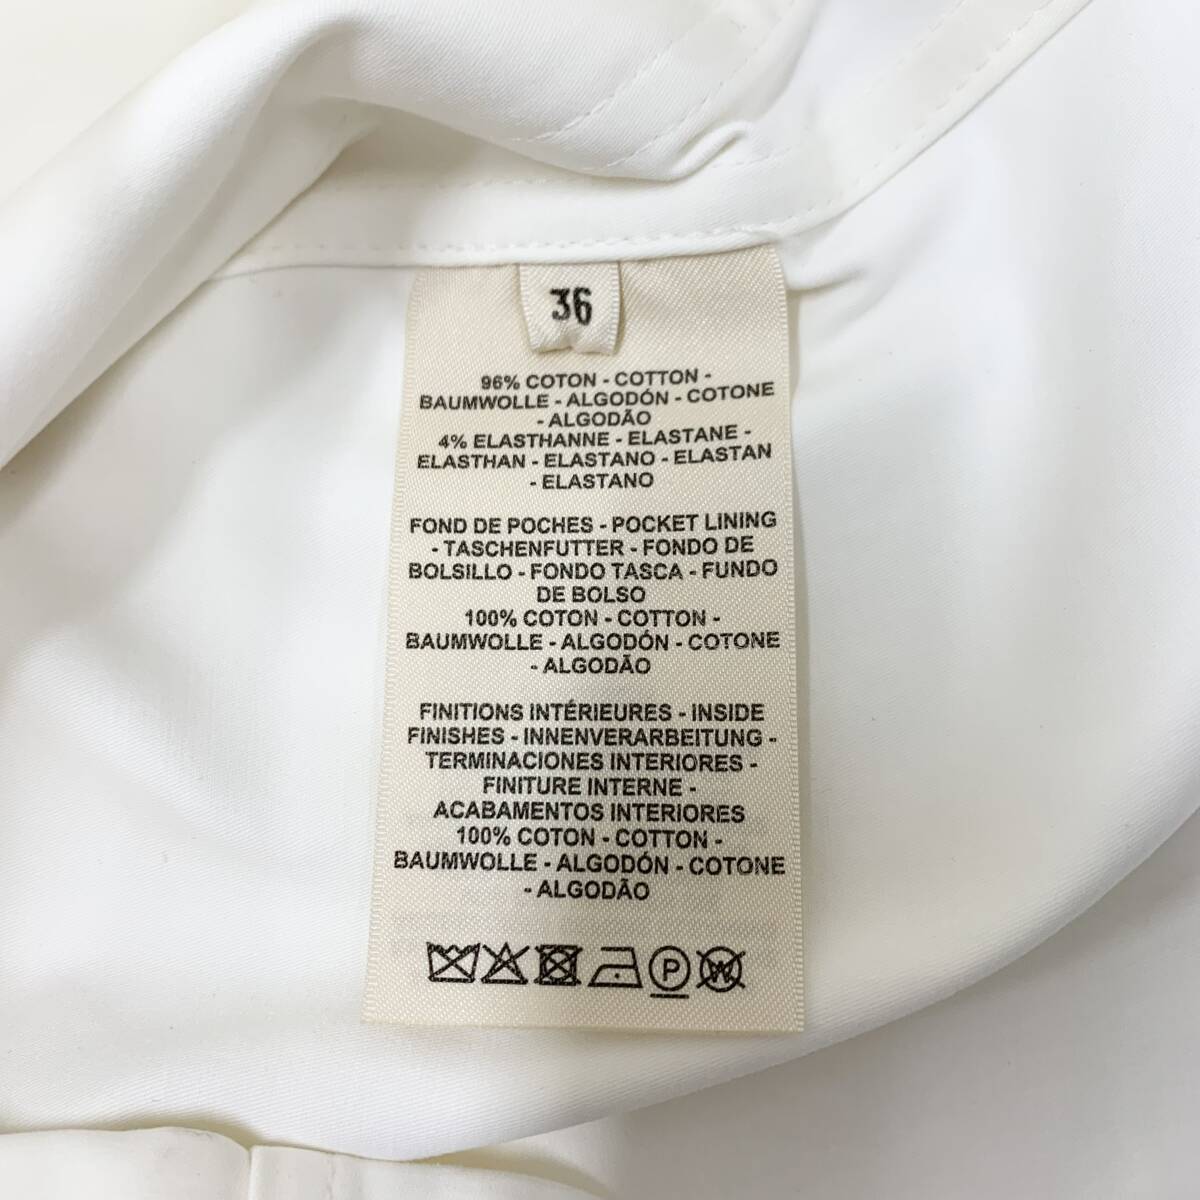 36
96% COTON - COTTON -
BAUMWOLLE - ALGODÓN - COTONE
- ALGODÃO
4% ELASTHANNE - ELASTANE -
ELASTHAN - ELASTANO - ELASTAN
- ELASTANO
FOND DE POCHES - POCKET LINING
- TASCHENFUTTER - FONDO DE
BOLSILLO - FONDO TASCA - FUNDO
DE BOLSO
100% COTON - COTTON -
BAUMWOLLE - ALGODÓN - COTONE
- ALGODÃO
FINITIONS INTÉRIEURES - INSIDE
FINISHES - INNENVERARBEITUNG -
TERMINACIONES INTERIORES -
FINITURE INTERNE -
ACABAMENTOS INTERIORES
100% COTON - COTTON -
BAUMWOLLE - ALGODÓN - COTONE
- ALGODÃO
P W